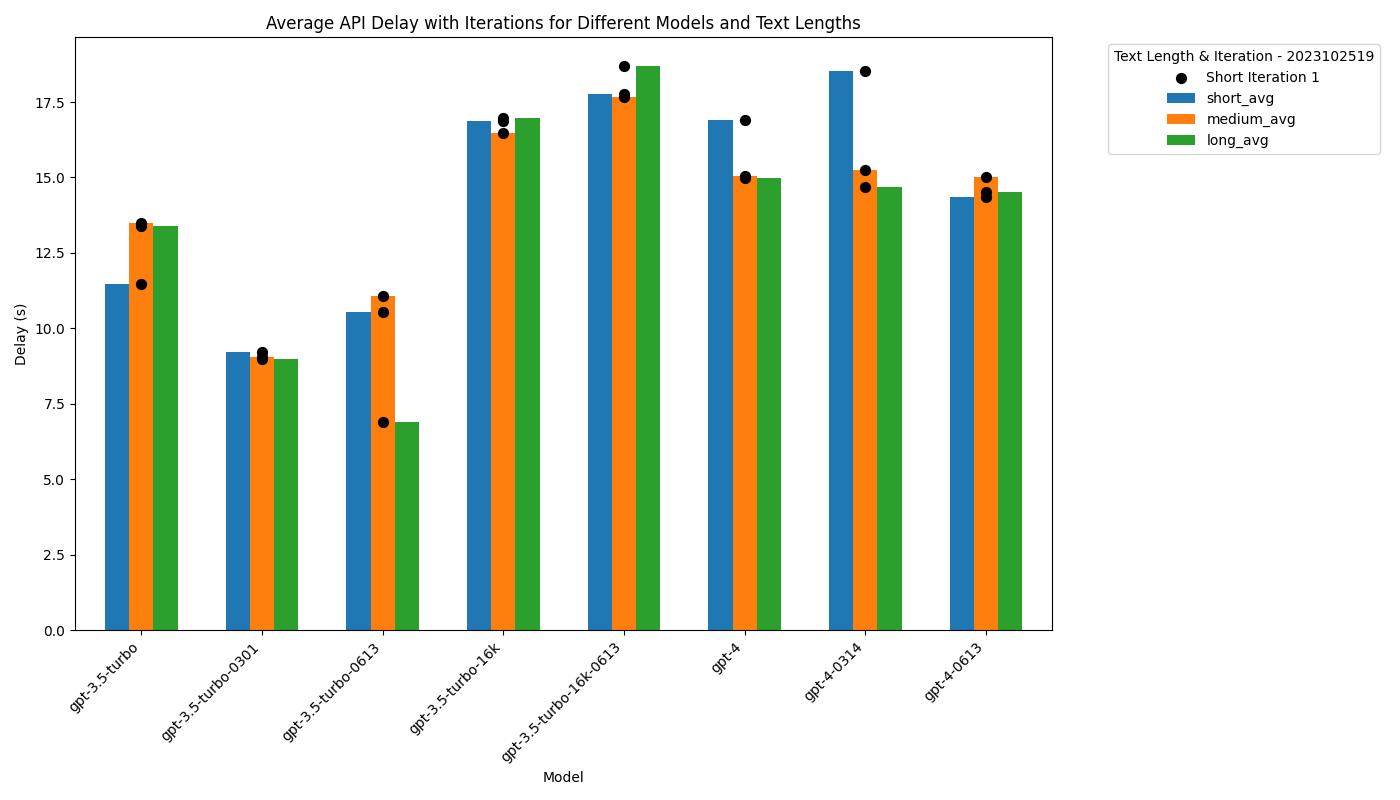 Average API Delay with Iterations for Different Models and Text Lengths
Text Length & Iteration - 2023102519
Short Iteration 1
short_avg
medium_avg
long_avg
Delay (s)
17.5
15.0
12.5
10.0
7.5
5.0
2.5
0.0
gpt-3.5-turbo
gpt-3.5-turbo-0301
gpt-3.5-turbo-0613
gpt-3.5-turbo-16k
gpt-3.5-turbo-16k-0613
gpt-4
gpt-4-0314
gpt-4-0613
Model